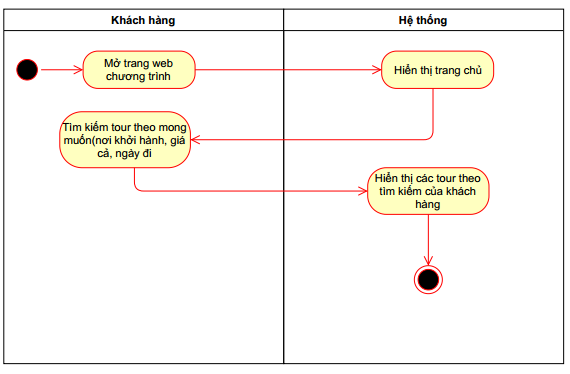 Khách hàng
Hệ thống
Mở trang web
chương trình
Hiển thị trang chủ
Tìm kiếm tour theo mong
muốn(nơi khởi hành, giá
cả, ngày đi
Hiển thị các tour theo
tìm kiếm của khách
hàng